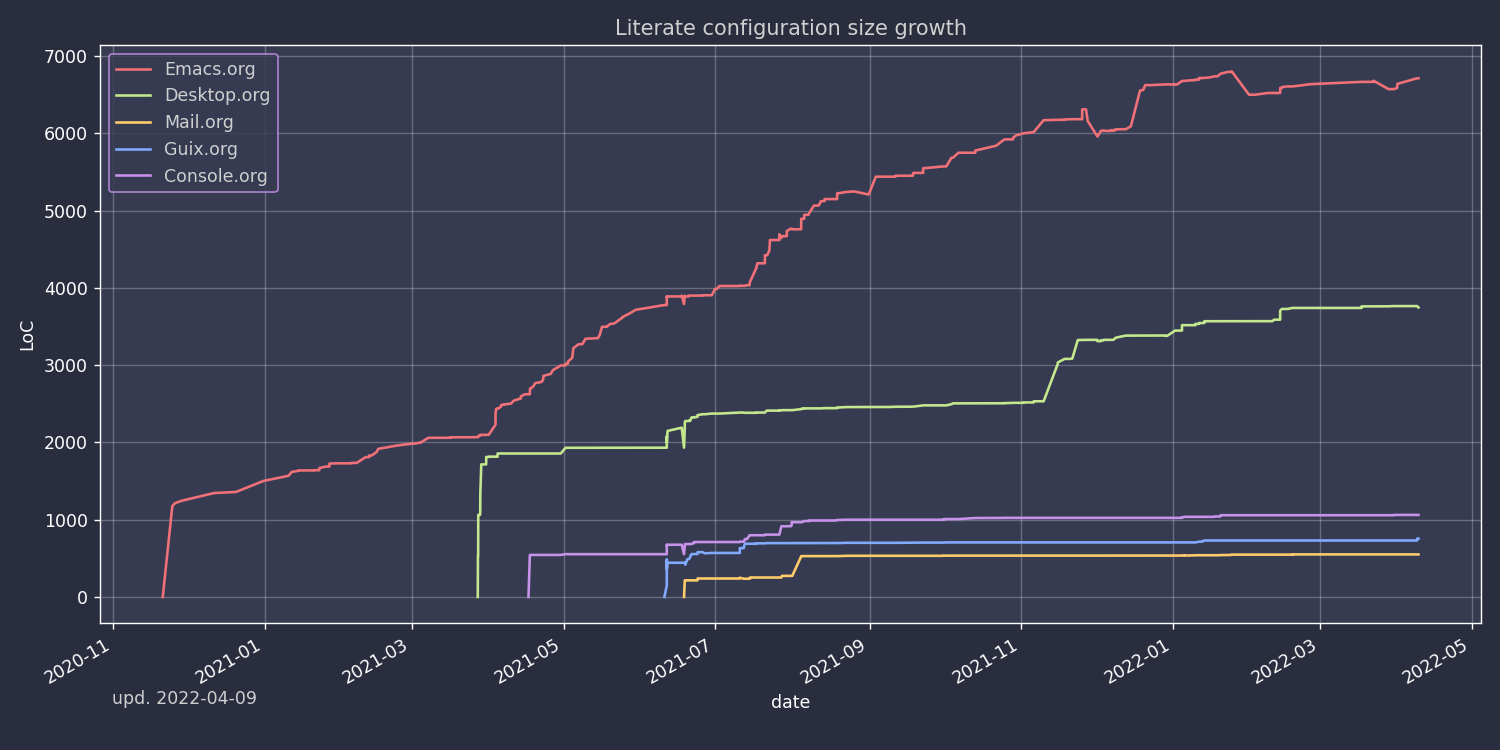 Literate configuration size growth
Emacs.org
Desktop.org
Mail.org
Guix.org
Console.org
7000
6000
5000
4000
3000
2000
1000
0
LoC
2020-11
2021-01
2021-03
2021-05
2021-07
2021-09
2021-11
2022-01
2022-03
2022-05
date
upd. 2022-04-09